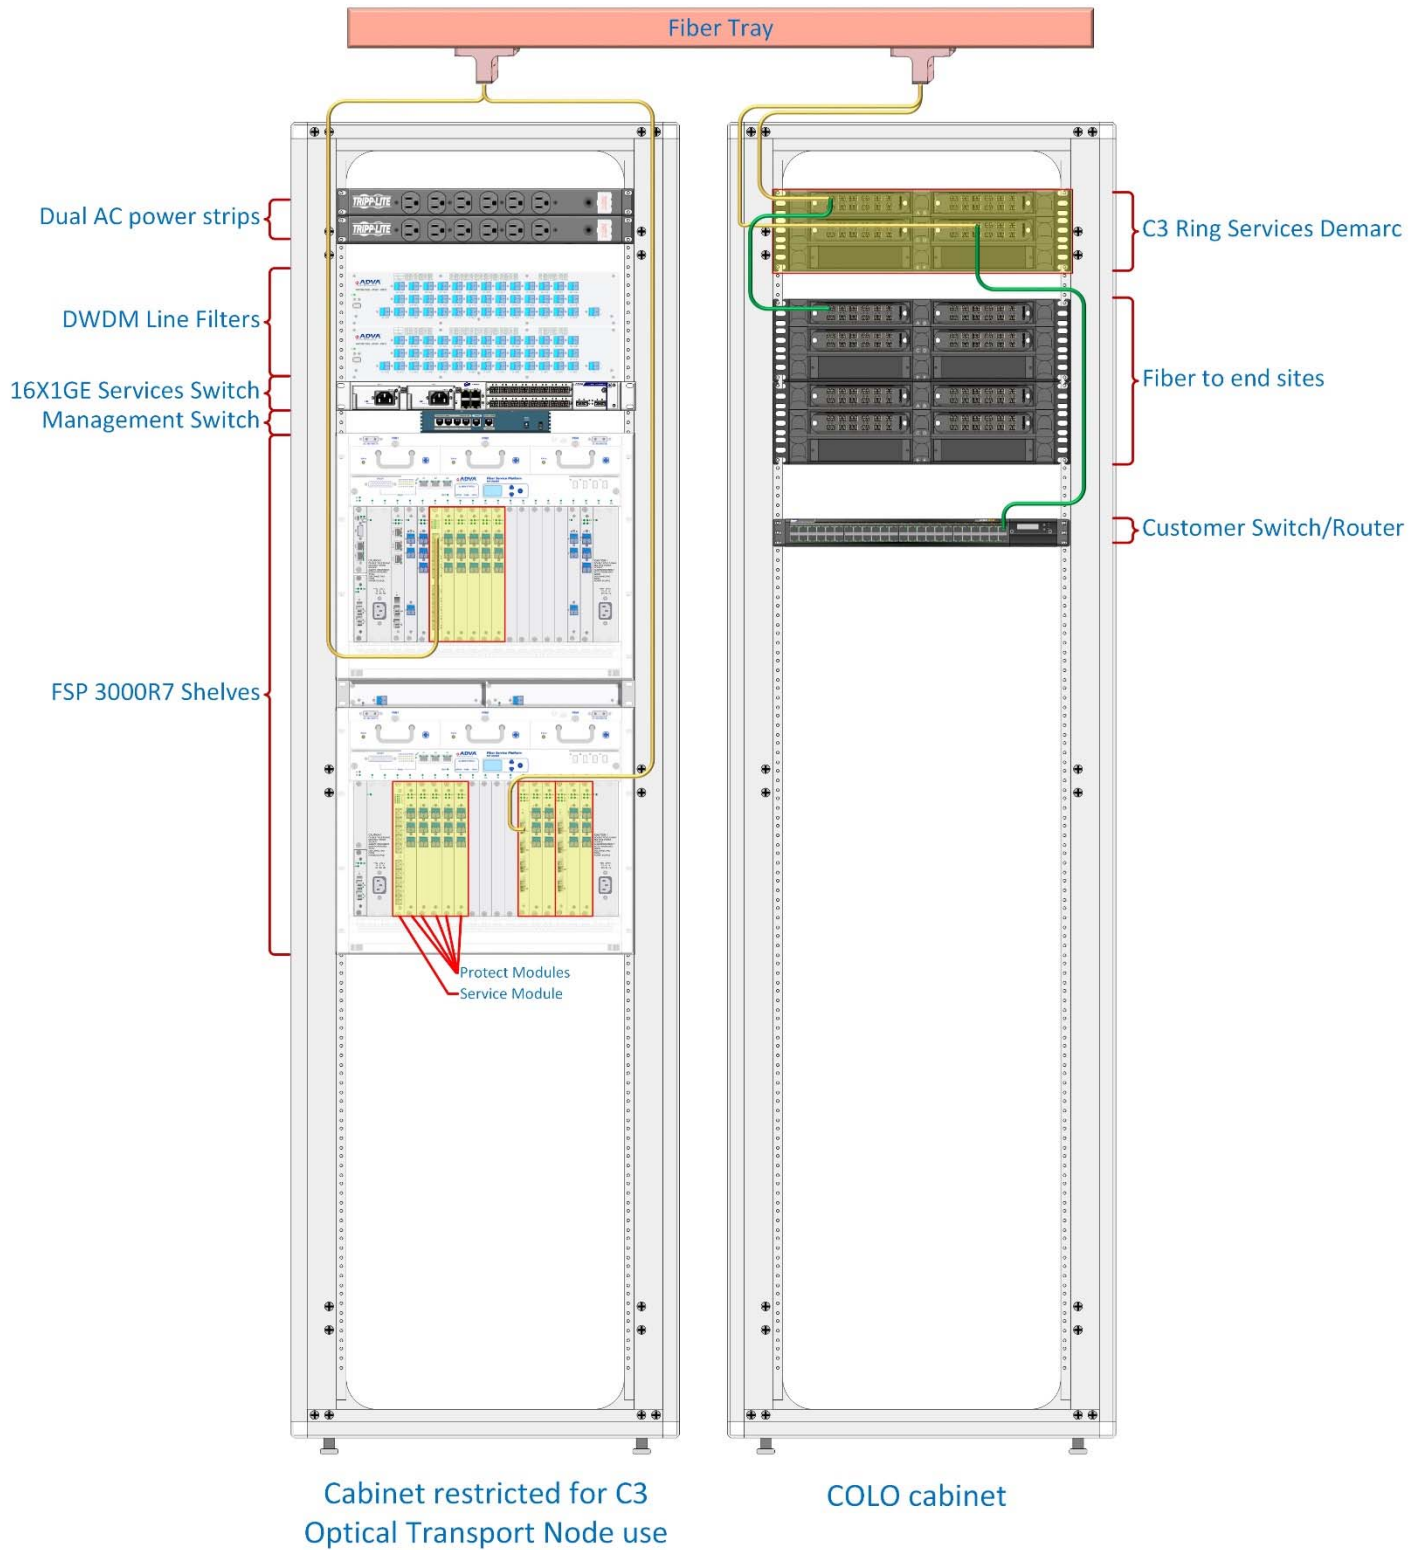 Fiber Tray
Dual AC power strips
TRIPP·LITE
TRIPP·LITE
C3 Ring Services Demarc
DWDM Line Filters
ADVA
ADVA
Fiber to end sites
16X1GE Services Switch
Management Switch
ADVA
Customer Switch/Router
FSP 3000R7 Shelves
ADVA
Protect Modules
Service Module
Cabinet restricted for C3
Optical Transport Node use
COLO cabinet